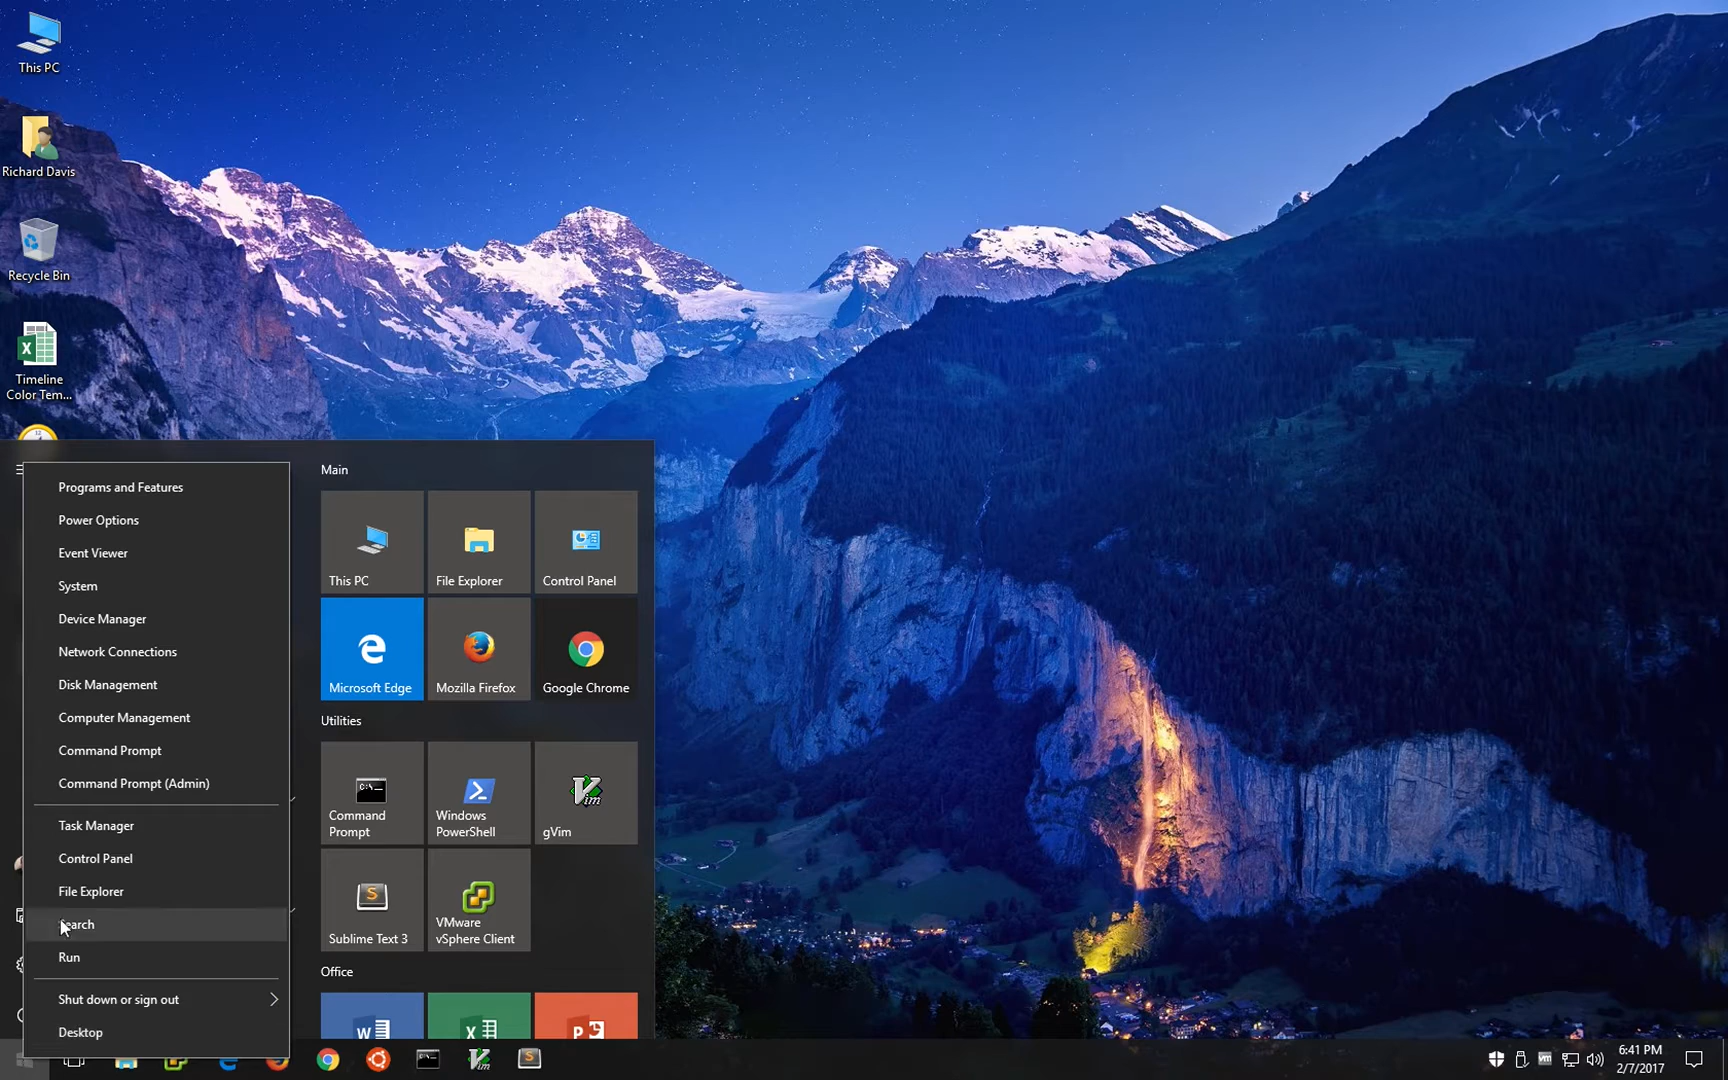 This PC
Richard Davis
Recycle Bin
Timeline
Color Tem...
Programs and Features
Power Options
Event Viewer
System
Device Manager
Network Connections
Disk Management
Computer Management
Command Prompt
Command Prompt (Admin)
Task Manager
Control Panel
File Explorer
Search
Run
Shut down or sign out
Desktop
Main
This PC
File Explorer
Control Panel
Microsoft Edge
Mozilla Firefox
Google Chrome
Utilities
C:\_
Command
Prompt
Windows
PowerShell
Vim
gVim
S
Sublime Text 3
VMware
vSphere Client
Office
W
X
P
vm
6:41 PM
2/7/2017